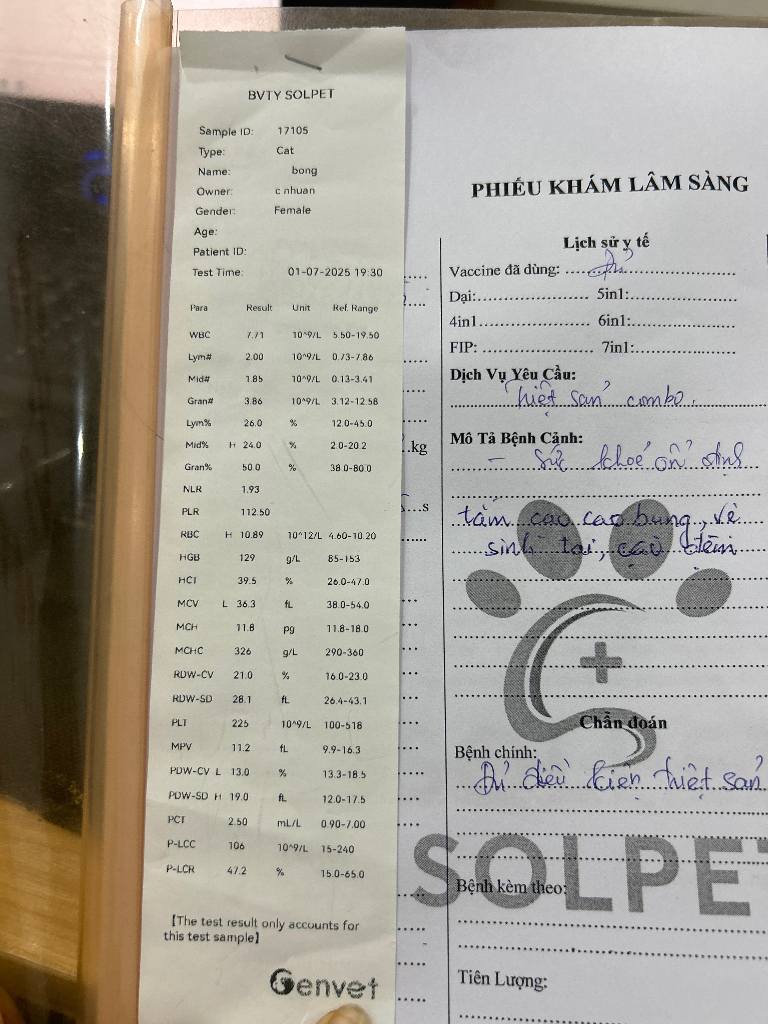 BVTY SOLPET
Sample ID: 17105
Type: Cat
Name: bong
Owner: c nhuan
Gender: Female
Age:
Patient ID:
Test Time: 01-07-2025 19:30
Para Result Unit Ref. Range
WBC 7.71 10^9/L 5.50-19.50
Lym# 2.00 10^9/L 0.73-7.86
Mid# 1.85 10^9/L 0.13-3.41
Gran# 3.86 10^9/L 3.12-12.58
Lym% 26.0 % 12.0-45.0
Mid% H 24.0 % 2.0-20.2
Gran% 50.0 % 38.0-80.0
NLR 1.93
PLR 112.50
RBC H 10.89 10^12/L 4.60-10.20
HGB 129 g/L 85-153
HCT 39.5 % 26.0-47.0
MCV L 36.3 fL 38.0-54.0
MCH 11.8 pg 11.8-18.0
MCHC 326 g/L 290-360
RDW-CV 21.0 % 16.0-23.0
RDW-SD 28.1 fL 26.4-43.1
PLT 225 10^9/L 100-518
MPV 11.2 fL 9.9-16.3
PDW-CV L 13.0 % 13.3-18.5
PDW-SD H 19.0 fL 12.0-17.5
PCT 2.50 mL/L 0.90-7.00
P-LCC 106 10^9/L 15-240
P-LCR 47.2 % 15.0-65.0
【The test result only accounts for
this test sample】
Genvet
PHIẾU KHÁM LÂM SÀNG
Lịch sử y tế
Vaccine đã dùng: Đủ
Dại: 5in1:
4in1 6in1:
FIP: 7in1:
Dịch Vụ Yêu Cầu:
Triệt sản combo.
Mô Tả Bệnh Cảnh:
kg
- Sức khoẻ ổn định
s
tắm cạo cạo bụng, vệ
sinh tai,
Chẩn đoán
Bệnh chính:
Đủ điều kiện triệt sản
SOLPET
Bệnh kèm theo:
Tiên Lượng: